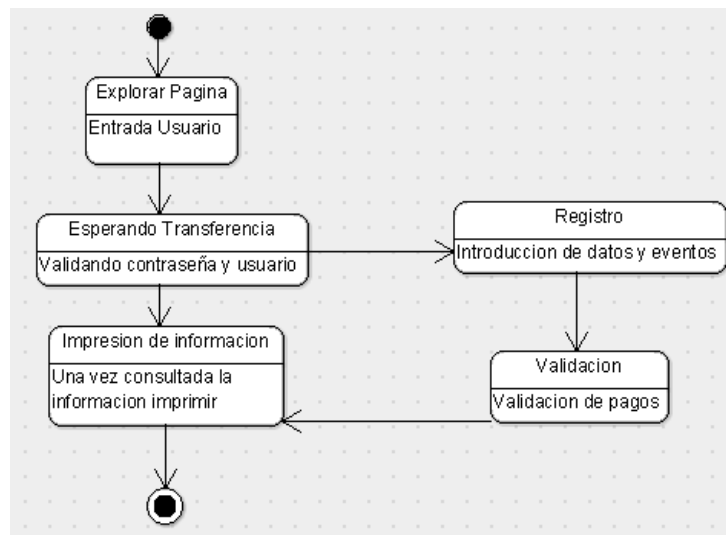 Explorar Pagina
Entrada Usuario
Esperando Transferencia
Validando contraseña y usuario
Registro
Introduccion de datos y eventos
Impresion de informacion
Una vez consultada la
informacion imprimir
Validacion
Validacion de pagos